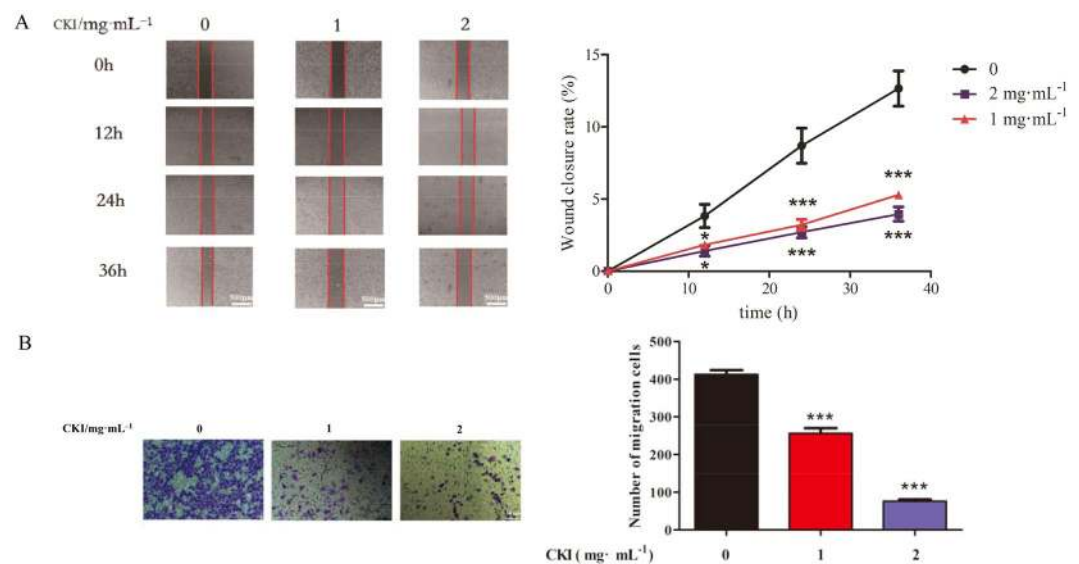 A
CKI/mg·mL⁻¹ 0 1 2
0h
12h
24h
36h
500μm 500μm 500μm
Wound closure rate (%)
15
10
5
0
0 10 20 30 40
time (h)
0
2 mg·mL⁻¹
1 mg·mL⁻¹
* *** ***
* *** ***
B
CKI/mg·mL⁻¹ 0 1 2
Number of migration cells
500
400
300
200
100
0
*** ***
CKI ( mg· mL⁻¹) 0 1 2